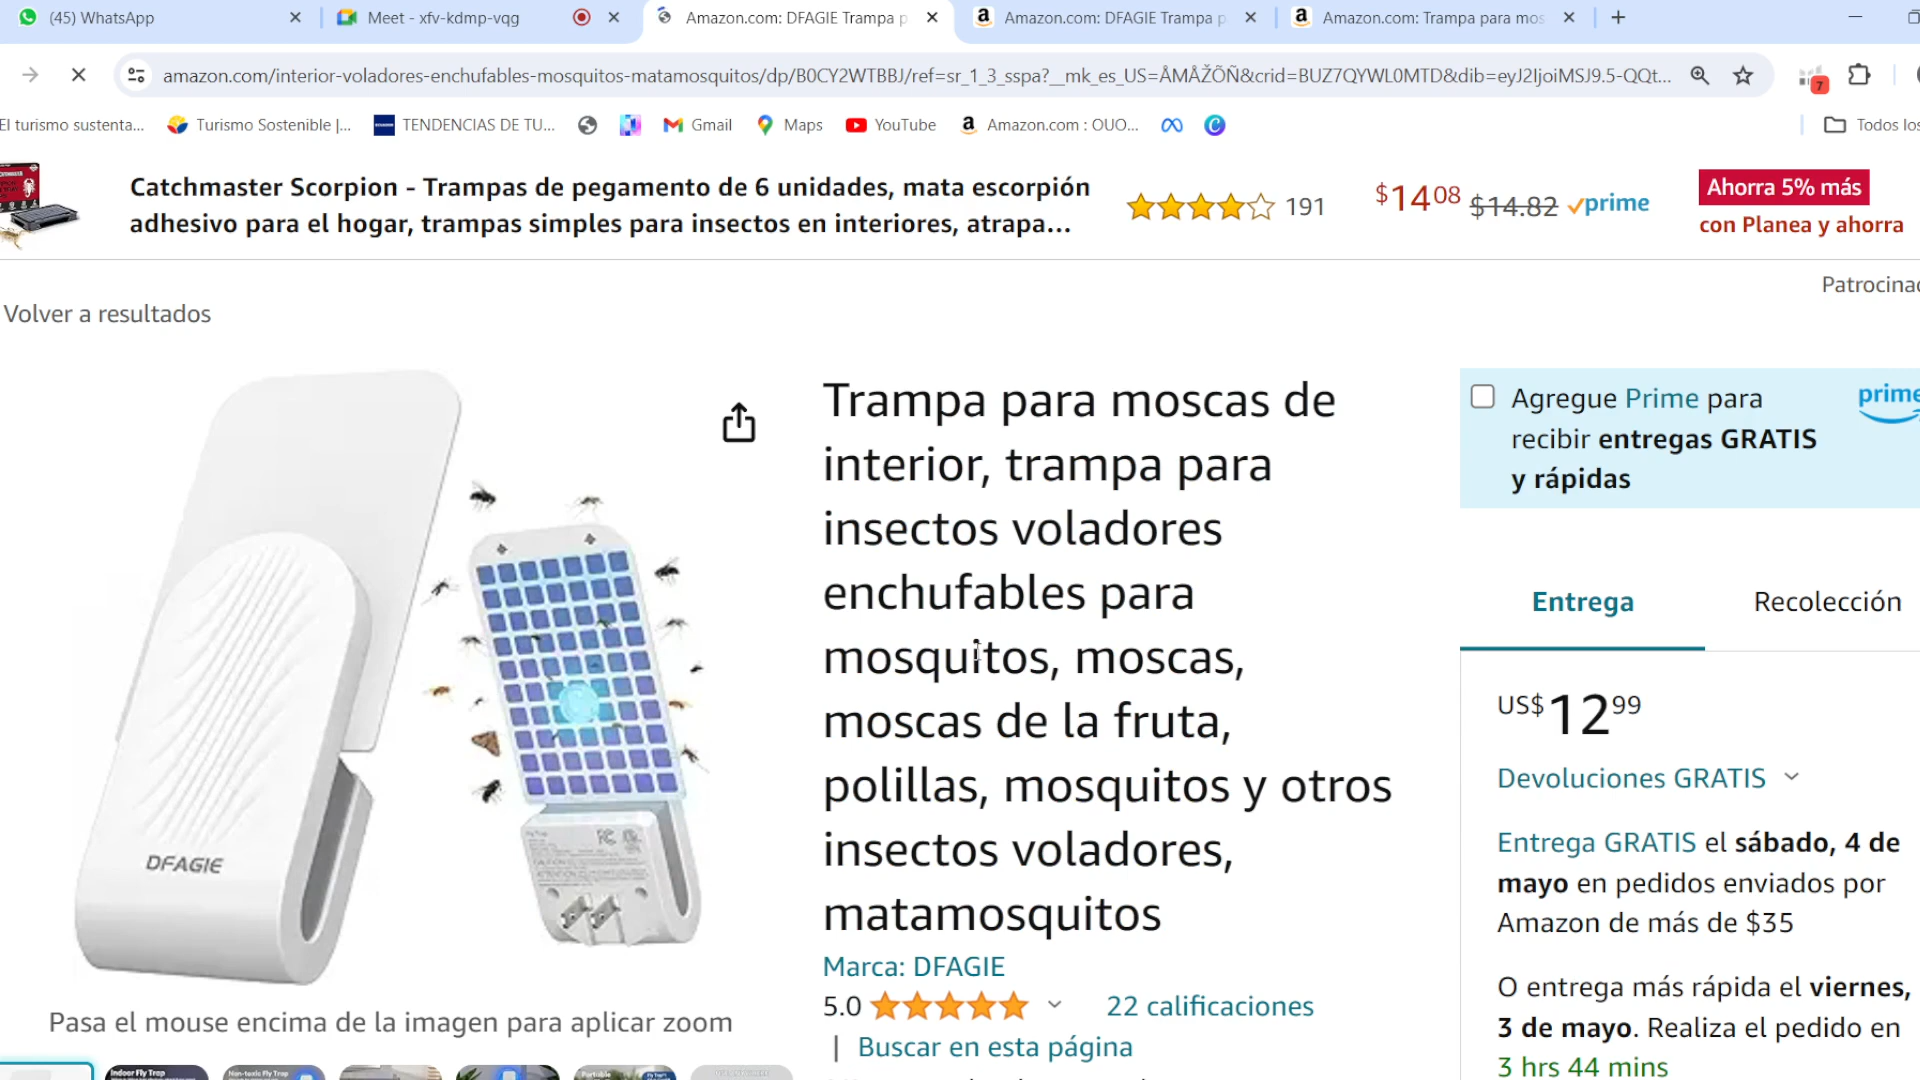 (45) WhatsApp
Meet - xfv-kdmp-vqg
Amazon.com: DFAGIE Trampa p
Amazon.com: DFAGIE Trampa p
Amazon.com: Trampa para mos
amazon.com/interior-voladores-enchufables-mosquitos-matamosquitos/dp/B0CY2WTBBJ/ref=sr_1_3_sspa?__mk_es_US=ÅMÅŽÕÑ&crid=BUZ7QYWL0MTD&dib=eyJ2IjoiMSJ9.5-QQt...
7
El turismo sustenta...
Turismo Sostenible |...
TENDENCIAS DE TU...
Gmail
Maps
YouTube
Amazon.com : OUO...
Todos los
Catchmaster Scorpion - Trampas de pegamento de 6 unidades, mata escorpión
adhesivo para el hogar, trampas simples para insectos en interiores, atrapa...
191
$14.08 $14.82 prime
Ahorra 5% más
con Planea y ahorra
Patrocinad
Volver a resultados
Trampa para moscas de
interior, trampa para
insectos voladores
enchufables para
mosquitos, moscas,
moscas de la fruta,
polillas, mosquitos y otros
insectos voladores,
matamosquitos
Marca: DFAGIE
5.0
22 calificaciones
| Buscar en esta página
DFAGIE
Pasa el mouse encima de la imagen para aplicar zoom
Indoor Fly Trap
Non-toxic Fly Trap
Portable
Agregue Prime para
recibir entregas GRATIS
y rápidas
prime
Entrega
Recolección
US$12.99
Devoluciones GRATIS
Entrega GRATIS el sábado, 4 de
mayo en pedidos enviados por
Amazon de más de $35
O entrega más rápida el viernes,
3 de mayo. Realiza el pedido en
3 hrs 44 mins